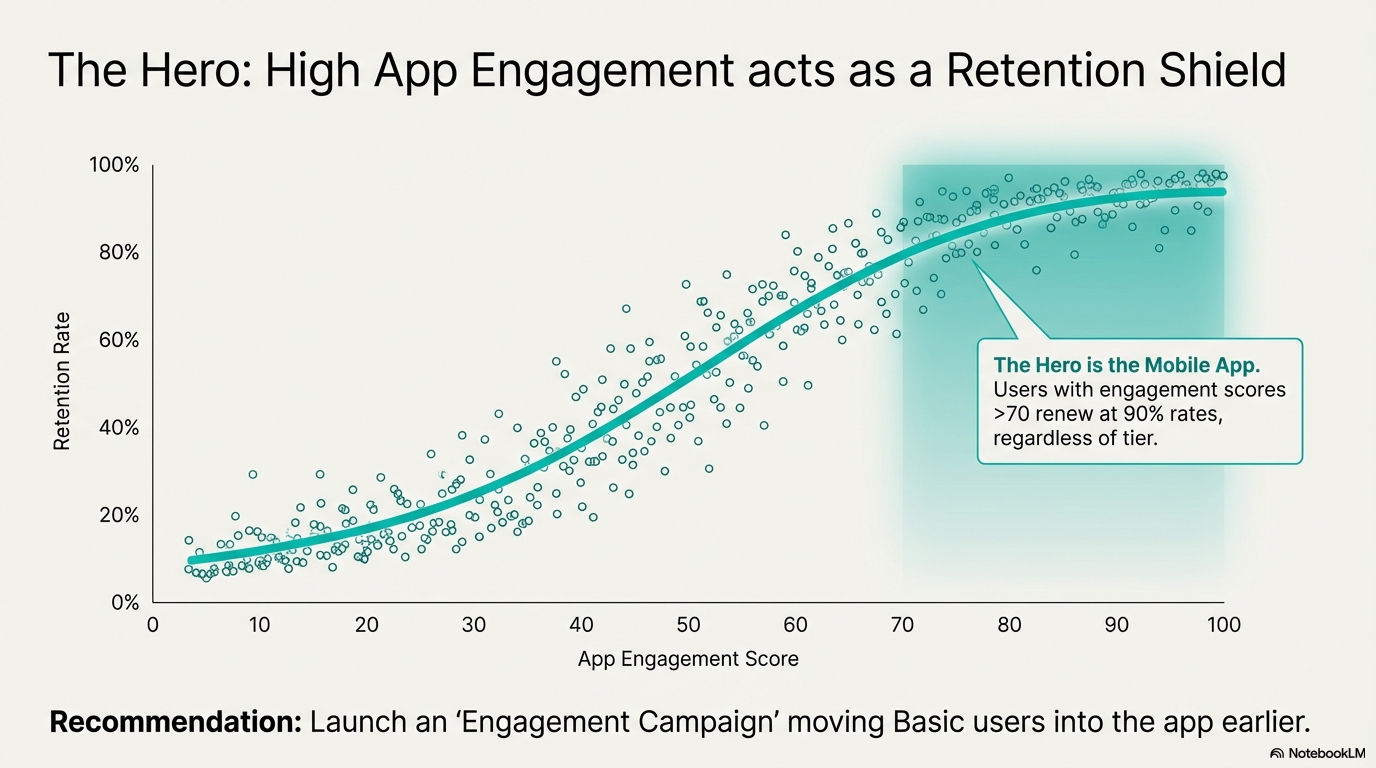 The Hero: High App Engagement acts as a Retention Shield
100%
80%
60%
40%
20%
0%
Retention Rate
0 10 20 30 40 50 60 70 80 90 100
App Engagement Score
The Hero is the Mobile App.
Users with engagement scores
>70 renew at 90% rates,
regardless of tier.
Recommendation: Launch an ‘Engagement Campaign’ moving Basic users into the app earlier.
NotebookLM